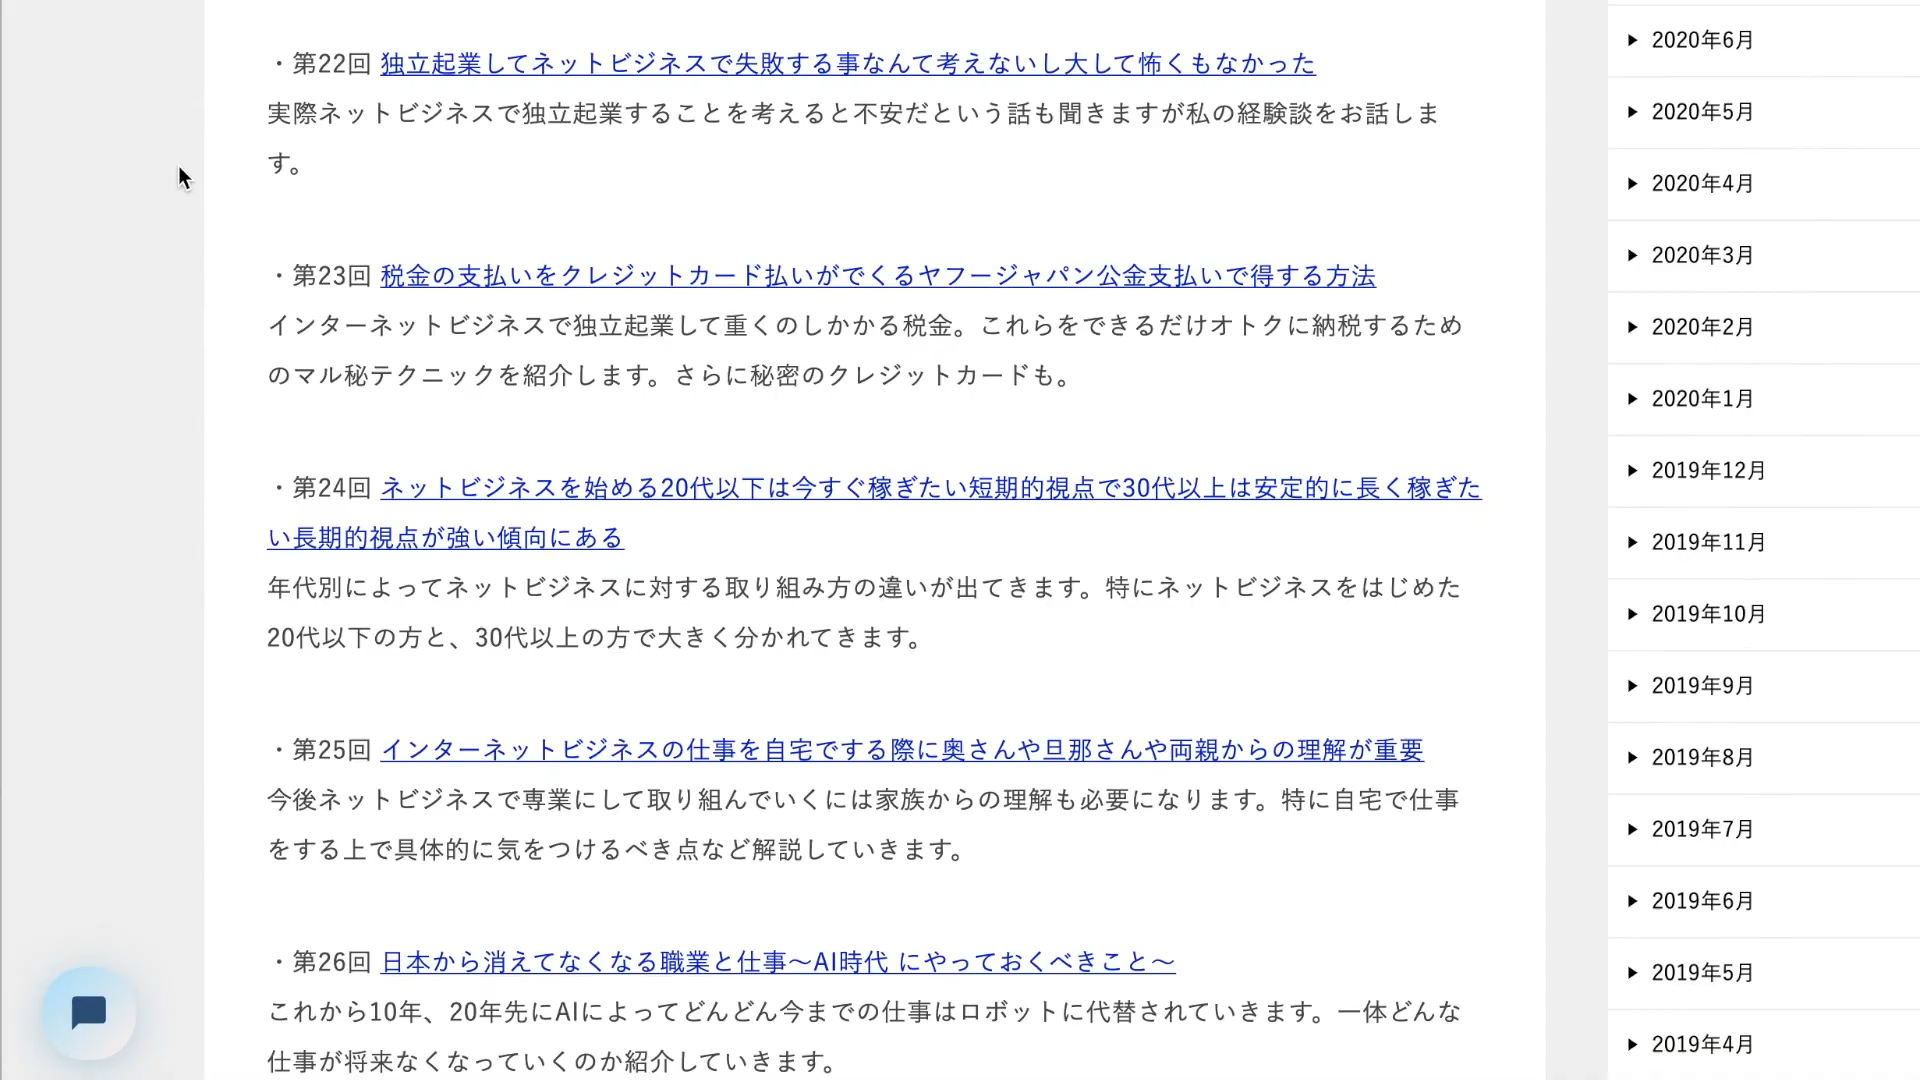 ・第22回 独立起業してネットビジネスで失敗する事なんて考えないし大して怖くもなかった
実際ネットビジネスで独立起業することを考えると不安だという話も聞きますが私の経験談をお話しま
す。
・第23回 税金の支払いをクレジットカード払いがでくるヤフージャパン公金支払いで得する方法
インターネットビジネスで独立起業して重くのしかかる税金。これらをできるだけオトクに納税するため
のマル秘テクニックを紹介します。さらに秘密のクレジットカードも。
・第24回 ネットビジネスを始める20代以下は今すぐ稼ぎたい短期的視点で30代以上は安定的に長く稼ぎた
い長期的視点が強い傾向にある
年代別によってネットビジネスに対する取り組み方の違いが出てきます。特にネットビジネスをはじめた
20代以下の方と、30代以上の方で大きく分かれてきます。
・第25回 インターネットビジネスの仕事を自宅でする際に奥さんや旦那さんや両親からの理解が重要
今後ネットビジネスで専業にして取り組んでいくには家族からの理解も必要になります。特に自宅で仕事
をする上で具体的に気をつけるべき点など解説していきます。
・第26回 日本から消えてなくなる職業と仕事〜AI時代 にやっておくべきこと〜
これから10年、20年先にAIによってどんどん今までの仕事はロボットに代替されていきます。一体どんな
仕事が将来なくなっていくのか紹介していきます。
2020年6月
2020年5月
2020年4月
2020年3月
2020年2月
2020年1月
2019年12月
2019年11月
2019年10月
2019年9月
2019年8月
2019年7月
2019年6月
2019年5月
2019年4月